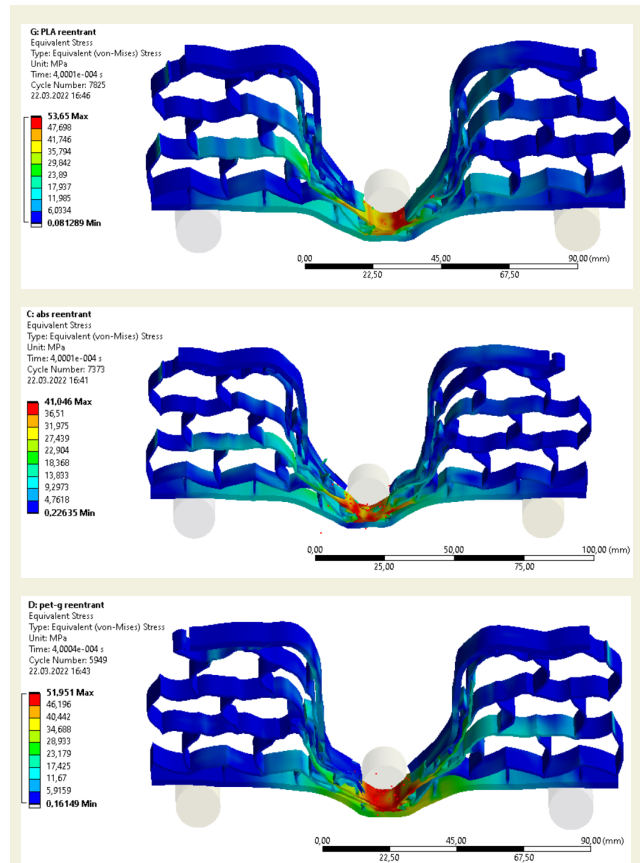 G: PLA reentrant
Equivalent Stress
Type: Equivalent (von-Mises) Stress
Unit: MPa
Time: 4,0001e-004 s
Cycle Number: 7825
22.03.2022 16:46
53,65 Max
47,698
41,746
35,794
29,842
23,89
17,937
11,985
6,0334
0,081289 Min
0,00 45,00 90,00 (mm)
22,50 67,50
C: abs reentrant
Equivalent Stress
Type: Equivalent (von-Mises) Stress
Unit: MPa
Time: 4,0001e-004 s
Cycle Number: 7373
22.03.2022 16:41
41,046 Max
36,51
31,975
27,439
22,904
18,368
13,833
9,2973
4,7618
0,22635 Min
0,00 50,00 100,00 (mm)
25,00 75,00
D: pet-g reentrant
Equivalent Stress
Type: Equivalent (von-Mises) Stress
Unit: MPa
Time: 4,0004e-004 s
Cycle Number: 5949
22.03.2022 16:43
51,951 Max
46,196
40,442
34,688
28,933
23,179
17,425
11,67
5,9159
0,16149 Min
0,00 45,00 90,00 (mm)
22,50 67,50